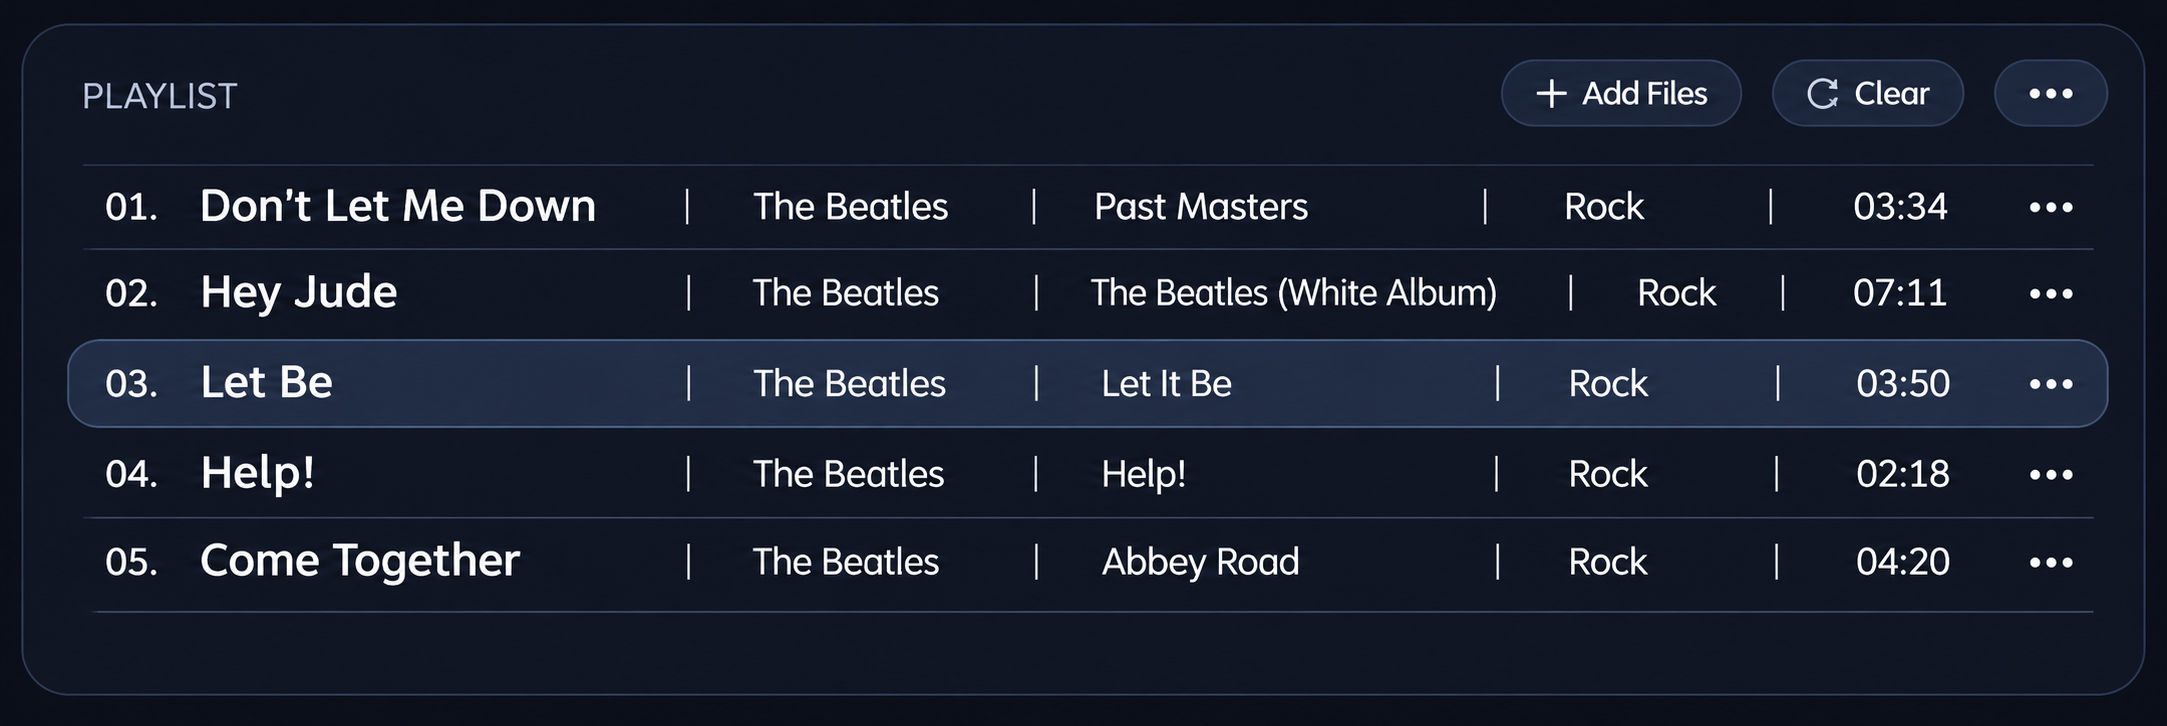 PLAYLIST + Add Files Clear •••
01. Don’t Let Me Down | The Beatles | Past Masters | Rock | 03:34 •••
02. Hey Jude | The Beatles | The Beatles (White Album) | Rock | 07:11 •••
03. Let Be | The Beatles | Let It Be | Rock | 03:50 •••
04. Help! | The Beatles | Help! | Rock | 02:18 •••
05. Come Together | The Beatles | Abbey Road | Rock | 04:20 •••